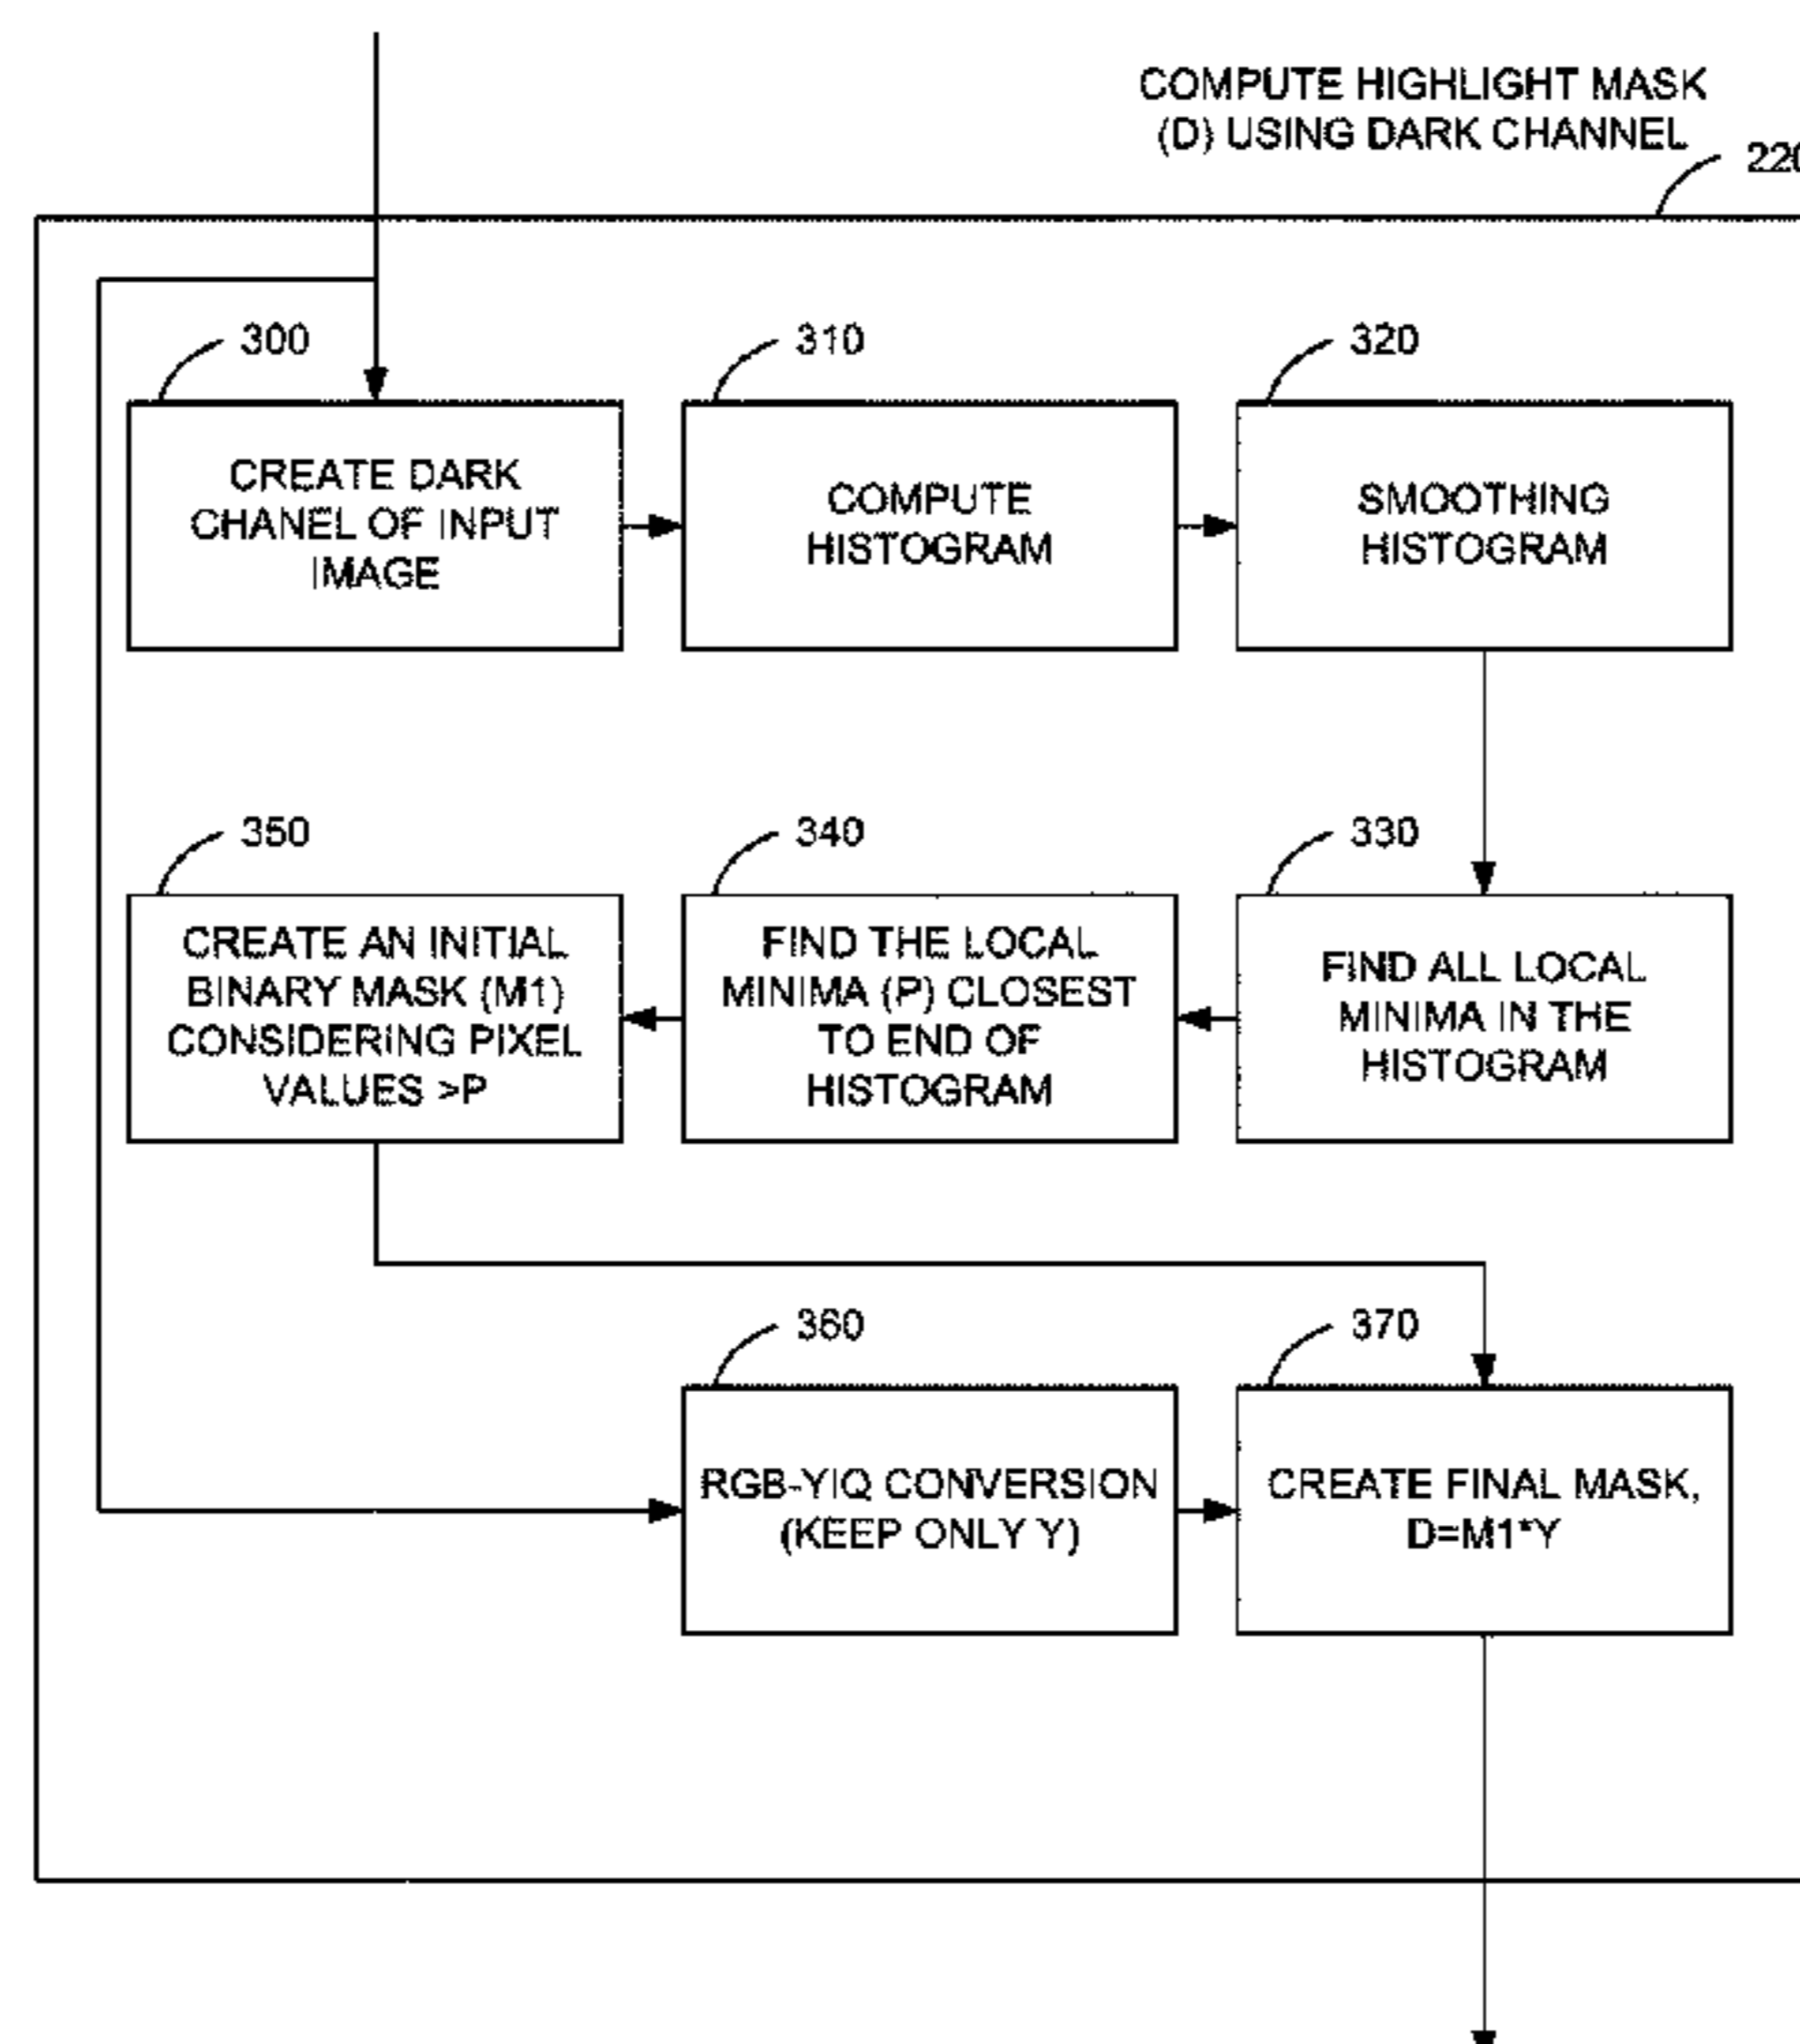 COMPUTE HIGHLIGHT MASK
(D) USING DARK CHANNEL
220
300
CREATE DARK
CHANEL OF INPUT
IMAGE
310
COMPUTE
HISTOGRAM
320
SMOOTHING
HISTOGRAM
350
CREATE AN INITIAL
BINARY MASK (M1)
CONSIDERING PIXEL
VALUES >P
340
FIND THE LOCAL
MINIMA (P) CLOSEST
TO END OF
HISTOGRAM
330
FIND ALL LOCAL
MINIMA IN THE
HISTOGRAM
360
RGB-YIQ CONVERSION
(KEEP ONLY Y)
370
CREATE FINAL MASK,
D=M1*Y